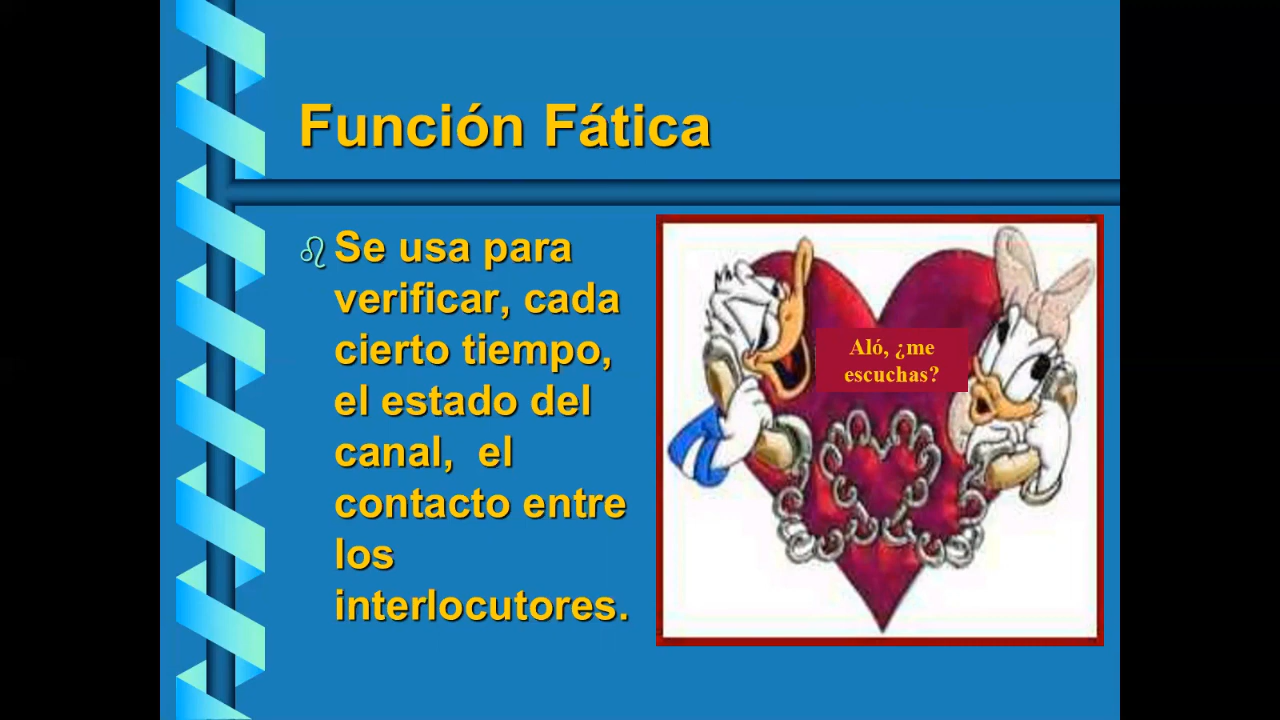 Función Fática
Se usa para
verificar, cada
cierto tiempo,
el estado del
canal,  el
contacto entre
los
interlocutores.
Aló, ¿me
escuchas?